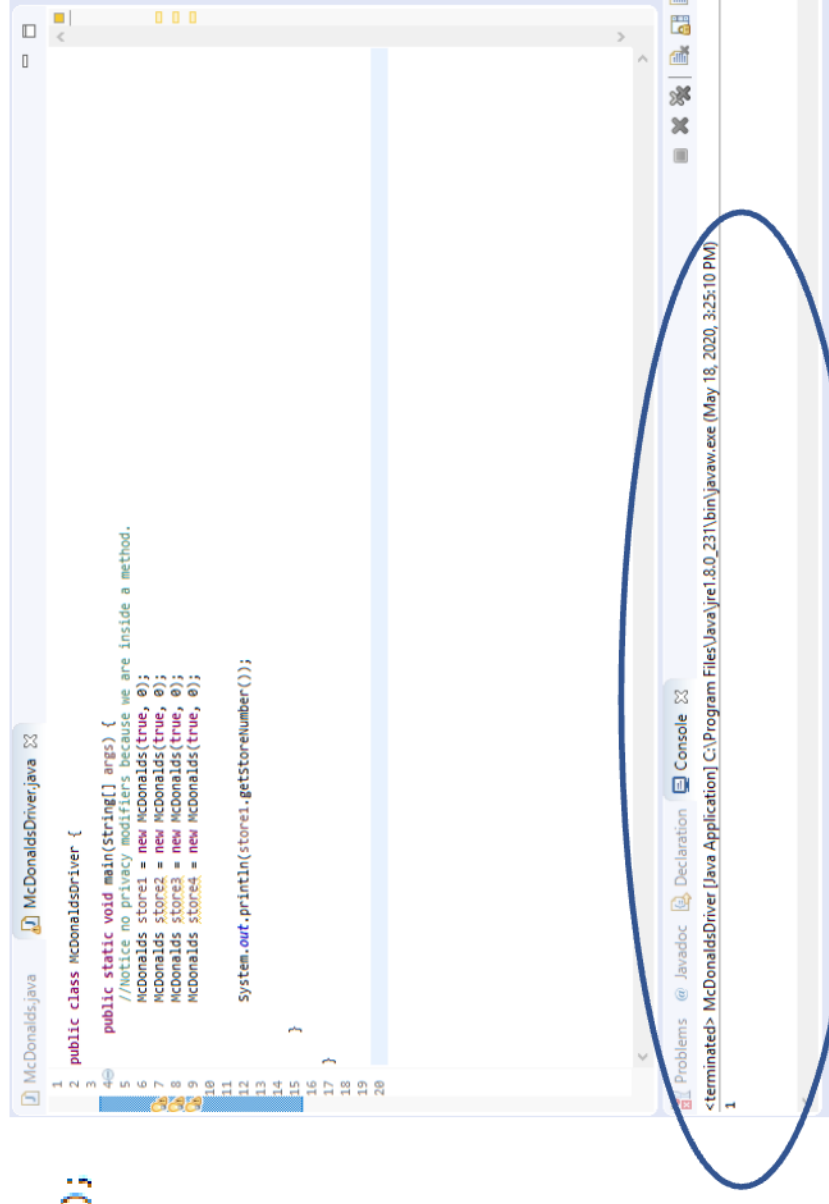 );
McDonalds.java McDonaldsDriver.java
1
2 public class McDonaldsDriver {
3
4 public static void main(String[] args) {
5 //Notice no privacy modifiers because we are inside a method.
6 McDonalds store1 = new McDonalds(true, 0);
7 McDonalds store2 = new McDonalds(true, 0);
8 McDonalds store3 = new McDonalds(true, 0);
9 McDonalds store4 = new McDonalds(true, 0);
10
11
12 System.out.println(store1.getStoreNumber());
13
14
15 }
16
17 }
18
19
20
Problems @ Javadoc Declaration Console
<terminated> McDonaldsDriver [Java Application] C:\Program Files\Java\jre1.8.0_231\bin\javaw.exe (May 18, 2020, 3:25:10 PM)
1